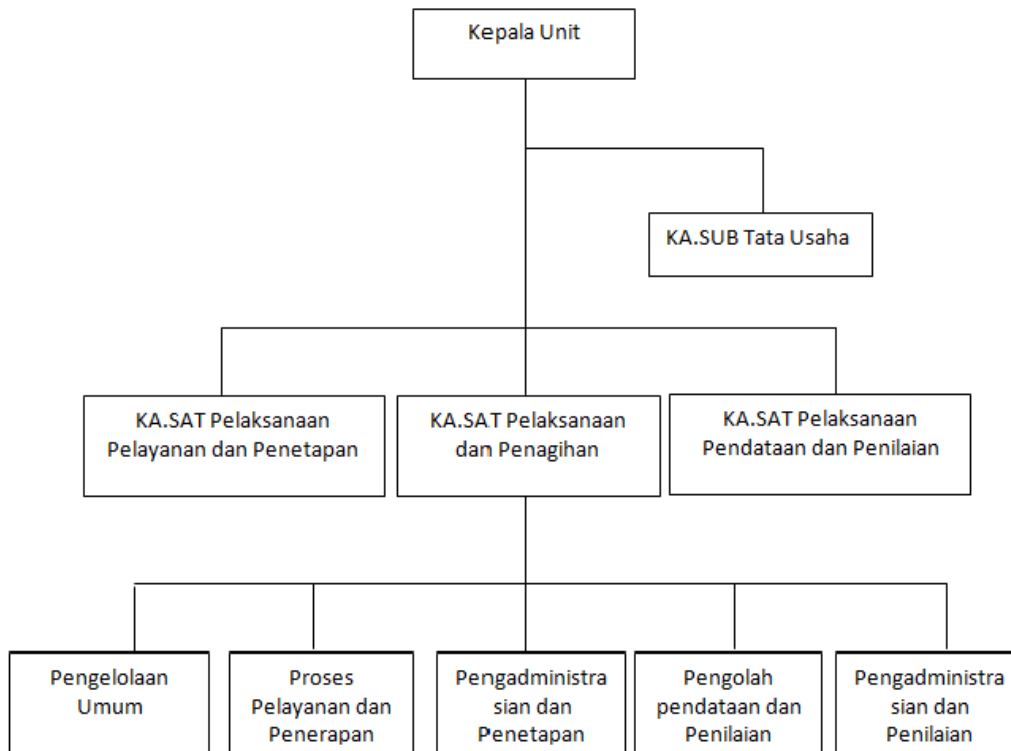 Kepala Unit
KA.SUB Tata Usaha
KA.SAT Pelaksanaan
Pelayanan dan Penetapan
KA.SAT Pelaksanaan
dan Penagihan
KA.SAT Pelaksanaan
Pendataan dan Penilaian
Pengelolaan
Umum
Proses
Pelayanan dan
Penerapan
Pengadministra
sian dan
Penetapan
Pengolah
pendataan dan
Penilaian
Pengadministra
sian dan
Penilaian